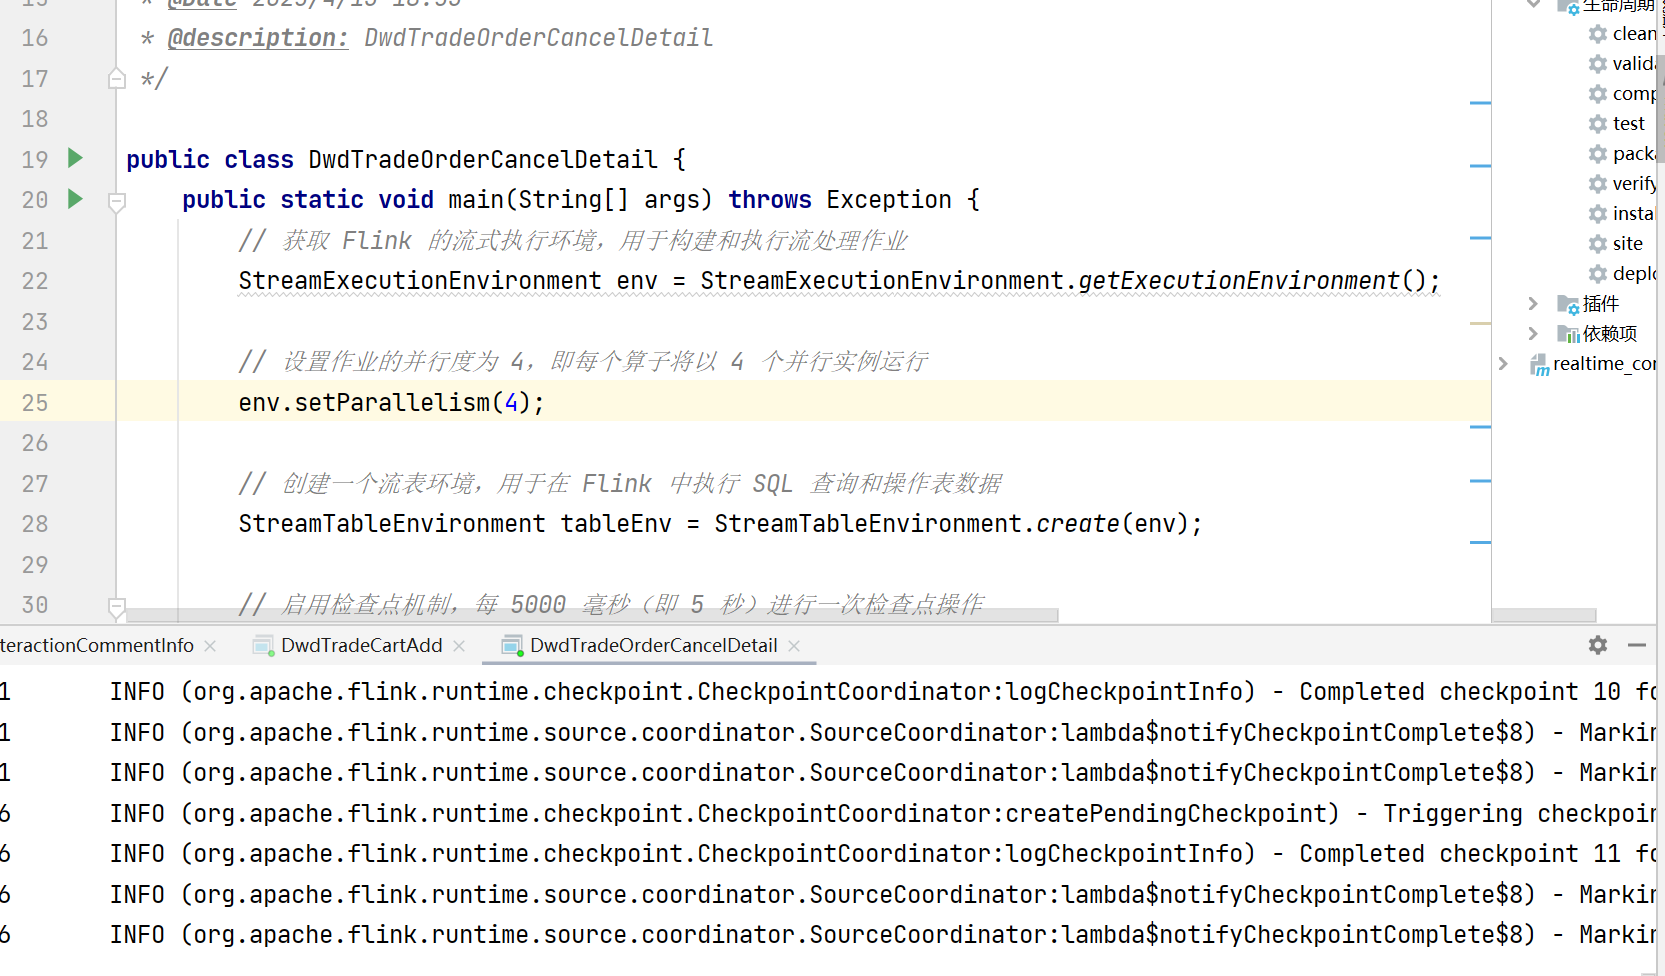 16 * @description: DwdTradeOrderCancelDetail
17 */
18
19 public class DwdTradeOrderCancelDetail {
20 public static void main(String[] args) throws Exception {
21 // 获取 Flink 的流式执行环境，用于构建和执行流处理作业
22 StreamExecutionEnvironment env = StreamExecutionEnvironment.getExecutionEnvironment();
23
24 // 设置作业的并行度为 4，即每个算子将以 4 个并行实例运行
25 env.setParallelism(4);
26
27 // 创建一个流表环境，用于在 Flink 中执行 SQL 查询和操作表数据
28 StreamTableEnvironment tableEnv = StreamTableEnvironment.create(env);
29
30 // 启用检查点机制，每 5000 毫秒（即 5 秒）进行一次检查点操作
生命周期
clean
valida
comp
test
packa
verify
instal
site
deplo
插件
依赖项
realtime_cor
teractionCommentInfo
DwdTradeCartAdd
DwdTradeOrderCancelDetail
1 INFO (org.apache.flink.runtime.checkpoint.CheckpointCoordinator:logCheckpointInfo) - Completed checkpoint 10 fo
1 INFO (org.apache.flink.runtime.source.coordinator.SourceCoordinator:lambda$notifyCheckpointComplete$8) - Markin
1 INFO (org.apache.flink.runtime.source.coordinator.SourceCoordinator:lambda$notifyCheckpointComplete$8) - Markin
6 INFO (org.apache.flink.runtime.checkpoint.CheckpointCoordinator:createPendingCheckpoint) - Triggering checkpoin
6 INFO (org.apache.flink.runtime.checkpoint.CheckpointCoordinator:logCheckpointInfo) - Completed checkpoint 11 fo
6 INFO (org.apache.flink.runtime.source.coordinator.SourceCoordinator:lambda$notifyCheckpointComplete$8) - Markin
6 INFO (org.apache.flink.runtime.source.coordinator.SourceCoordinator:lambda$notifyCheckpointComplete$8) - Markin